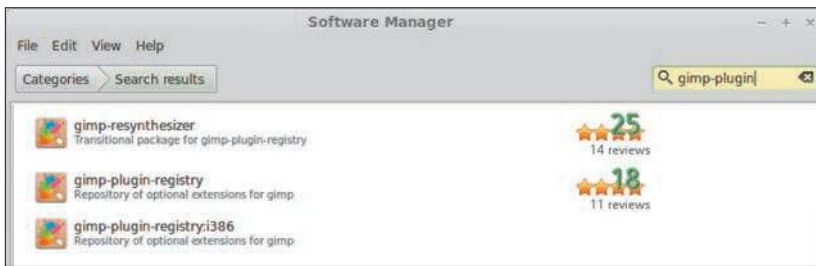 Software Manager
File Edit View Help
Categories Search results gimp-plugin
gimp-resynthesizer
Transitional package for gimp-plugin-registry
25
14 reviews
gimp-plugin-registry
Repository of optional extensions for gimp
18
11 reviews
gimp-plugin-registry:i386
Repository of optional extensions for gimp